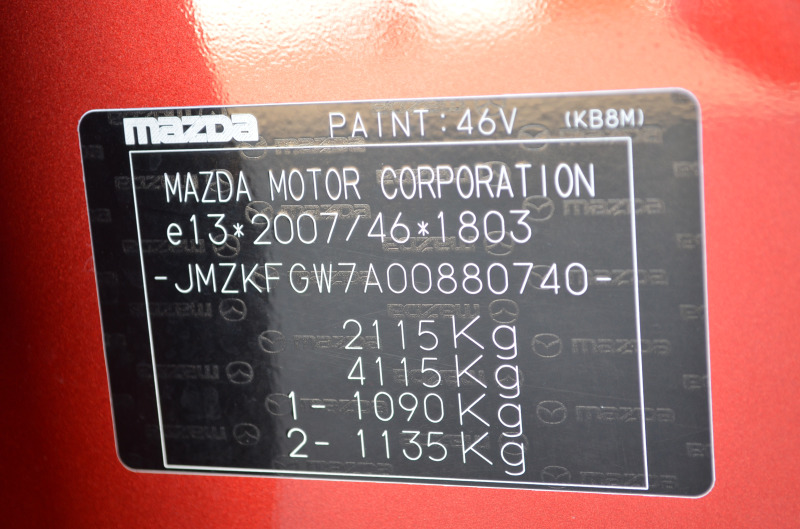 mazda PAINT:46V (KB8M)
MAZDA MOTOR CORPORATION
e13*2007/46*1803
-JMZKFGW7A00880740-
2115Kg
4115Kg
1- 1090Kg
2- 1135Kg